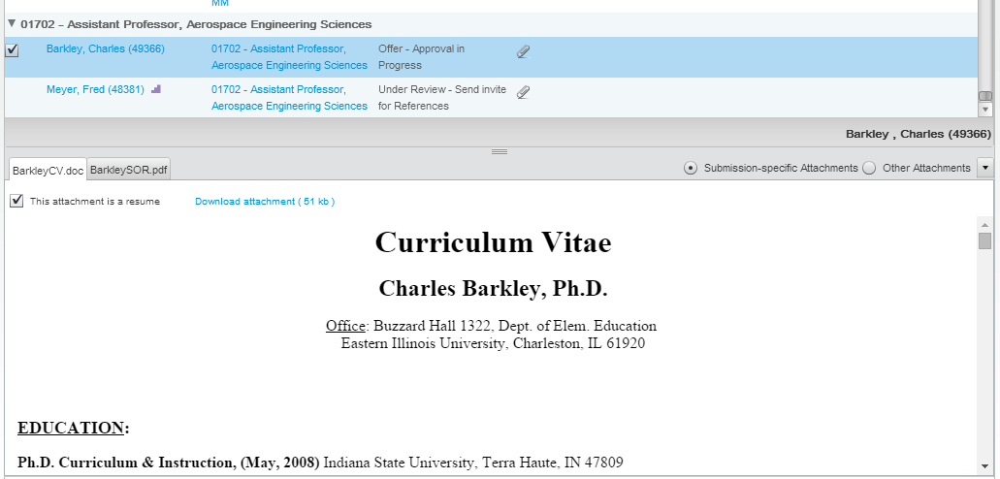 MM
01702 - Assistant Professor, Aerospace Engineering Sciences
Barkley, Charles (49366)
01702 - Assistant Professor,
Aerospace Engineering Sciences
Offer - Approval in
Progress
Meyer, Fred (48381)
01702 - Assistant Professor,
Aerospace Engineering Sciences
Under Review - Send invite
for References
Barkley , Charles (49366)
BarkleyCV.doc
BarkleySOR.pdf
Submission-specific Attachments
Other Attachments
This attachment is a resume
Download attachment ( 51 kb )
Curriculum Vitae
Charles Barkley, Ph.D.
Office: Buzzard Hall 1322, Dept. of Elem. Education
Eastern Illinois University, Charleston, IL 61920
EDUCATION:
Ph.D. Curriculum & Instruction, (May, 2008) Indiana State University, Terra Haute, IN 47809